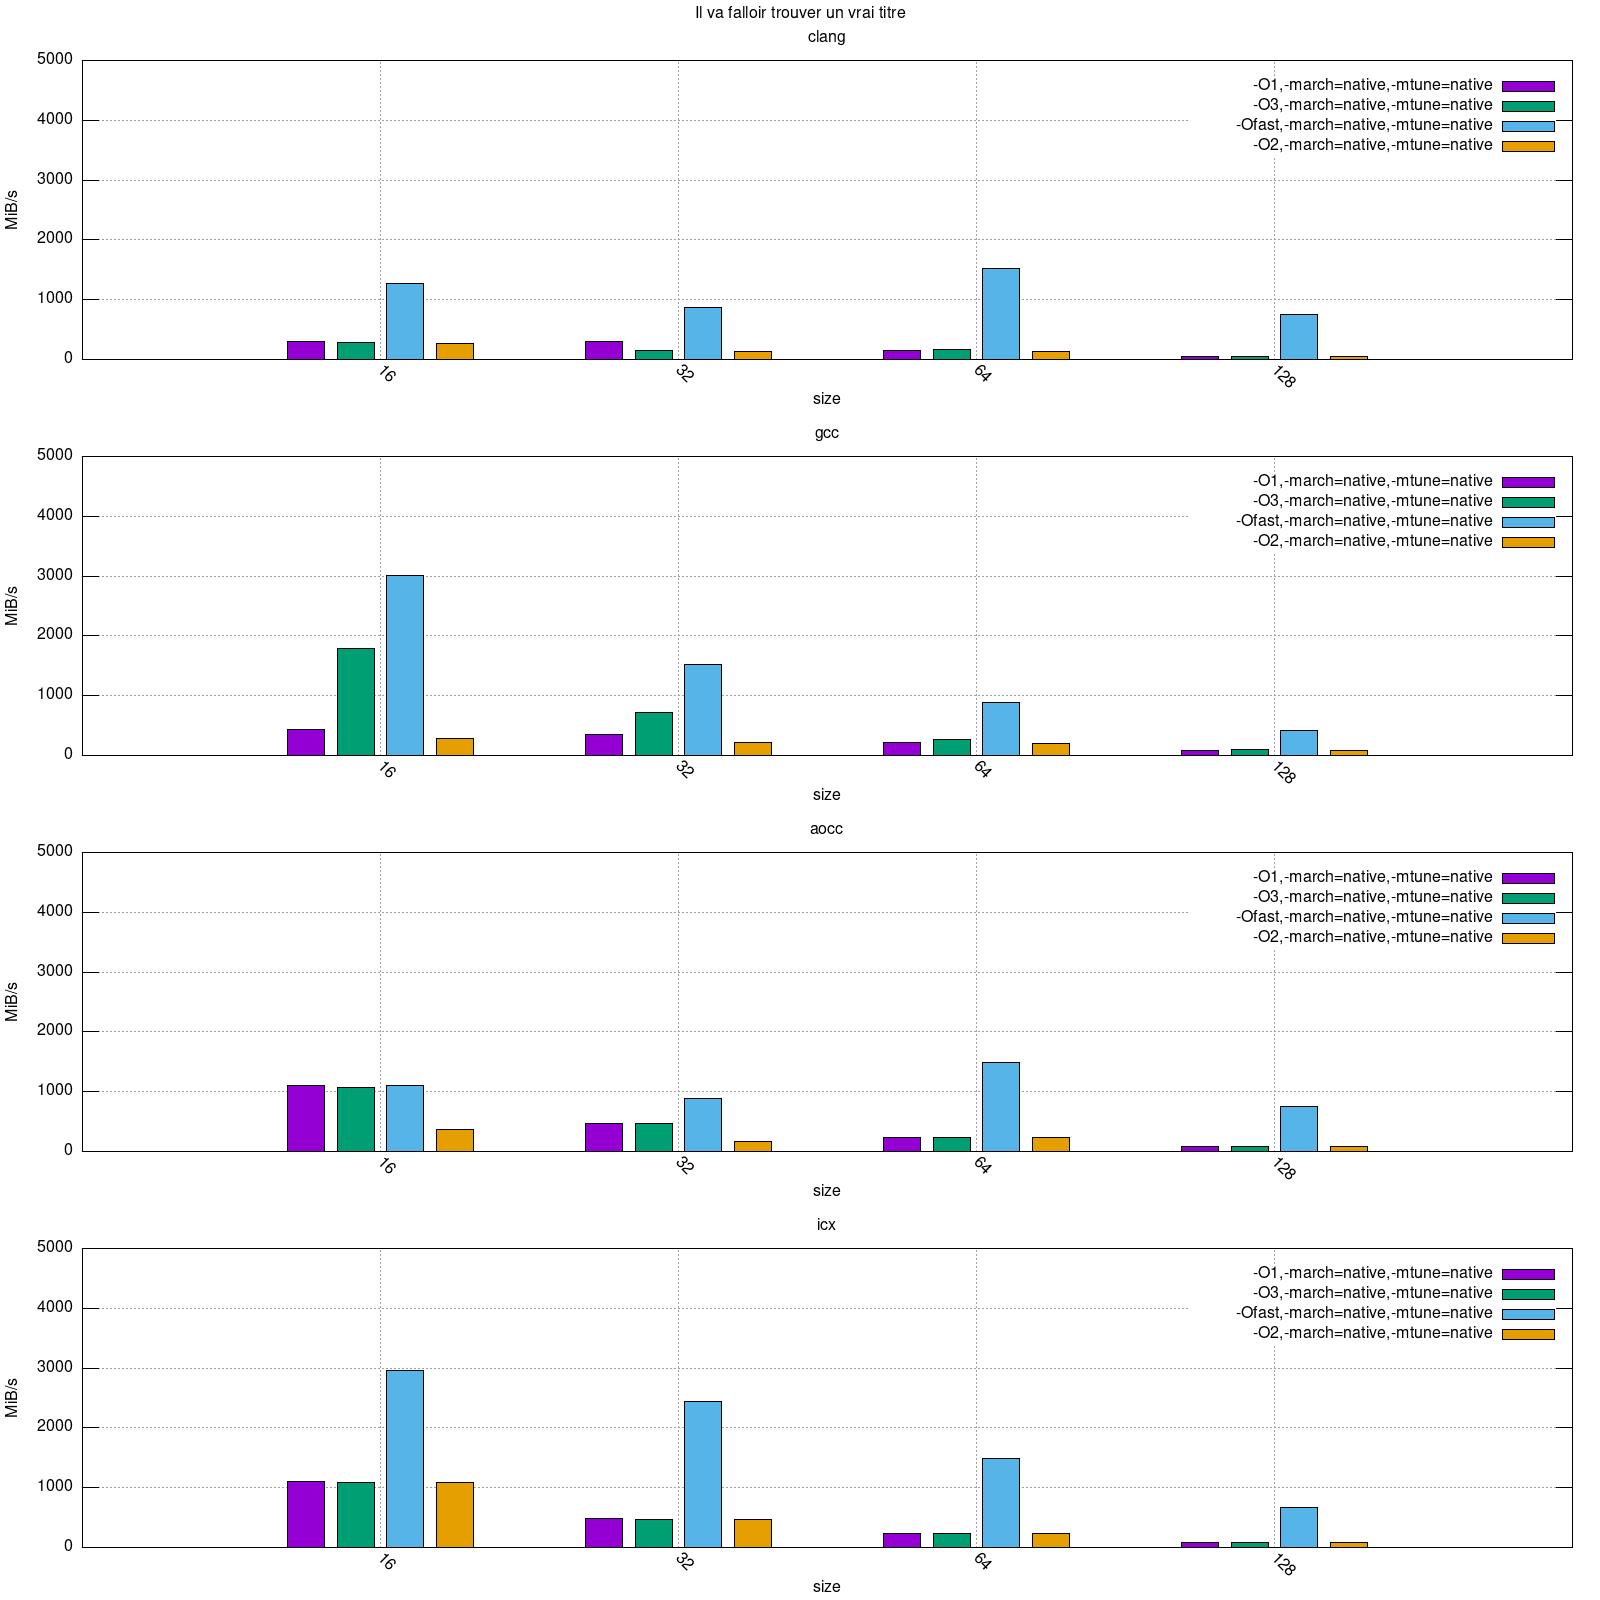 Il va falloir trouver un vrai titre
clang
5000
4000
3000
2000
1000
0
MiB/s
-O1,-march=native,-mtune=native
-O3,-march=native,-mtune=native
-Ofast,-march=native,-mtune=native
-O2,-march=native,-mtune=native
16 32 64 128
size
gcc
5000
4000
3000
2000
1000
0
MiB/s
-O1,-march=native,-mtune=native
-O3,-march=native,-mtune=native
-Ofast,-march=native,-mtune=native
-O2,-march=native,-mtune=native
16 32 64 128
size
aocc
5000
4000
3000
2000
1000
0
MiB/s
-O1,-march=native,-mtune=native
-O3,-march=native,-mtune=native
-Ofast,-march=native,-mtune=native
-O2,-march=native,-mtune=native
16 32 64 128
size
icx
5000
4000
3000
2000
1000
0
MiB/s
-O1,-march=native,-mtune=native
-O3,-march=native,-mtune=native
-Ofast,-march=native,-mtune=native
-O2,-march=native,-mtune=native
16 32 64 128
size